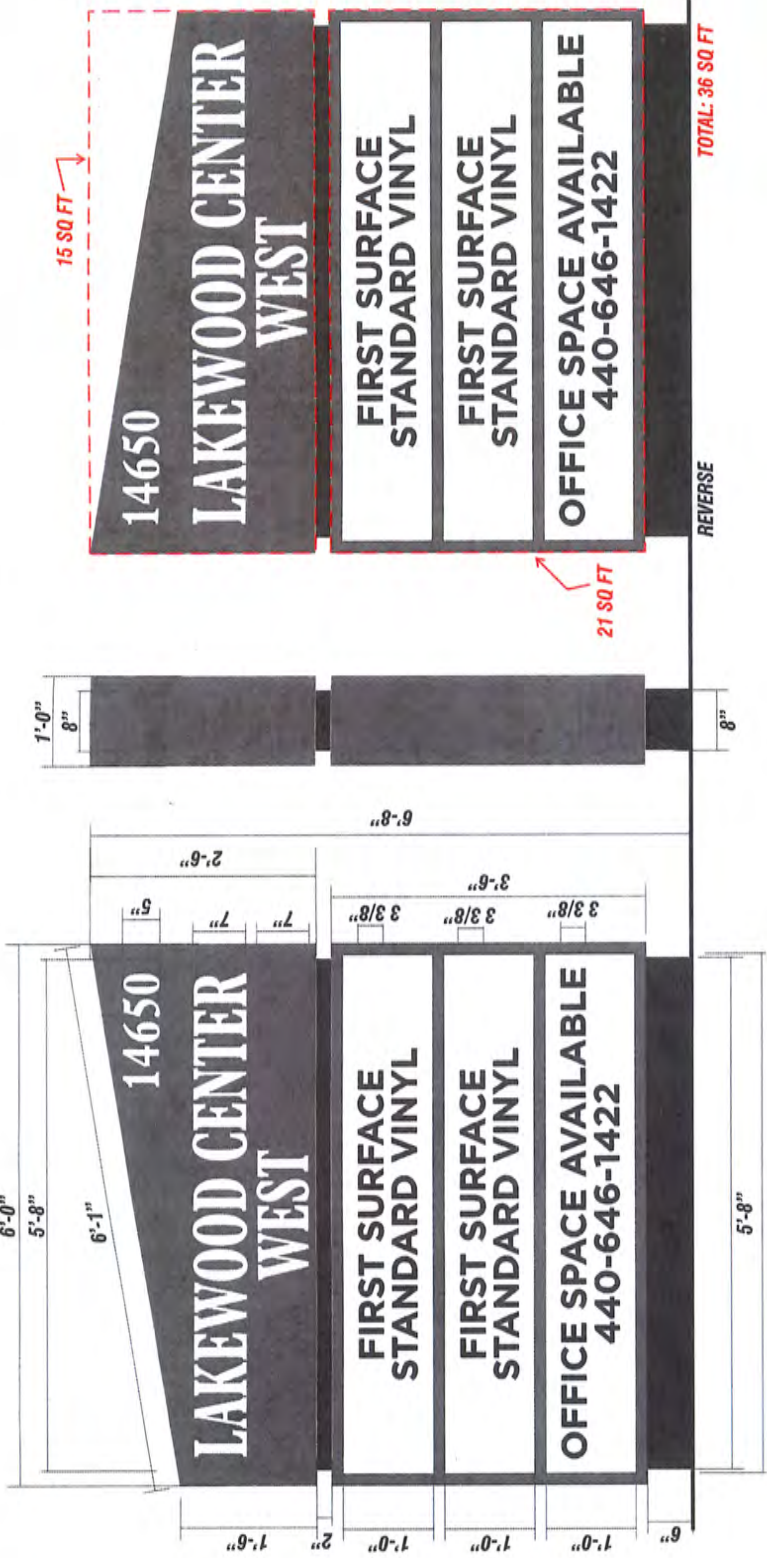 6'-0"
5'-8"
6'-1"
14650
LAKEWOOD CENTER
WEST
FIRST SURFACE
STANDARD VINYL
FIRST SURFACE
STANDARD VINYL
OFFICE SPACE AVAILABLE
440-646-1422
1'-6"
2"
1'-0"
1'-0"
1'-0"
6"
5"
7"
7"
2'-6"
3 3/8"
3 3/8"
3 3/8"
3'-6"
6'-8"
5'-8"
1'-0"
8"
8"
15 SQ FT
14650
LAKEWOOD CENTER
WEST
FIRST SURFACE
STANDARD VINYL
FIRST SURFACE
STANDARD VINYL
OFFICE SPACE AVAILABLE
440-646-1422
21 SQ FT
REVERSE
TOTAL: 36 SQ FT